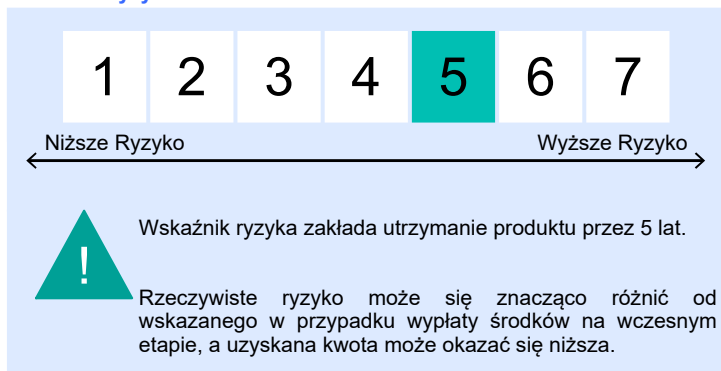 1 2 3 4 5 6 7
Niższe Ryzyko Wyższe Ryzyko
Wskaźnik ryzyka zakłada utrzymanie produktu przez 5 lat.
!
Rzeczywiste ryzyko może się znacząco różnić od
wskazanego w przypadku wypłaty środków na wczesnym
etapie, a uzyskana kwota może okazać się niższa.